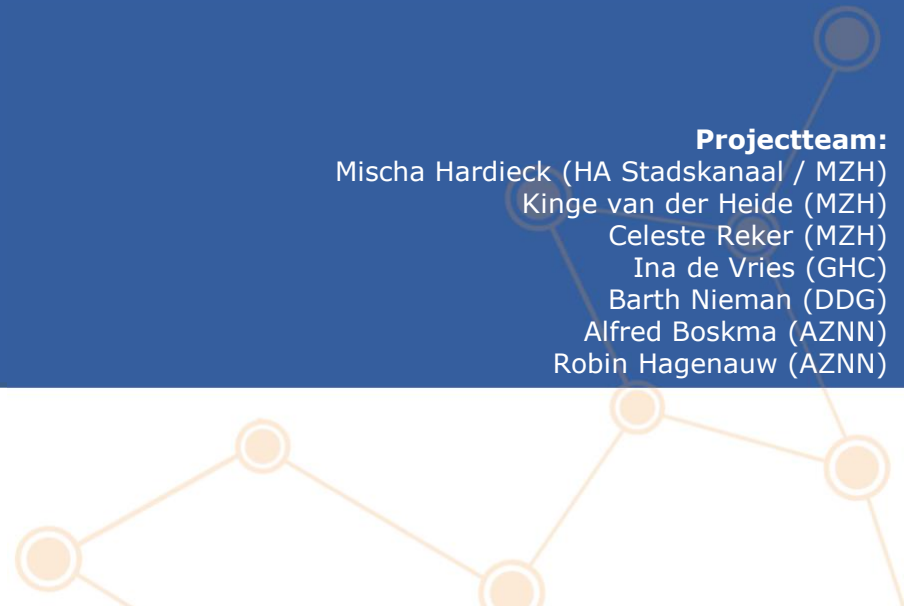 Projectteam:
Mischa Hardieck (HA Stadskanaal / MZH)
Kinge van der Heide (MZH)
Celeste Reker (MZH)
Ina de Vries (GHC)
Barth Nieman (DDG)
Alfred Boskma (AZNN)
Robin Hagenauw (AZNN)